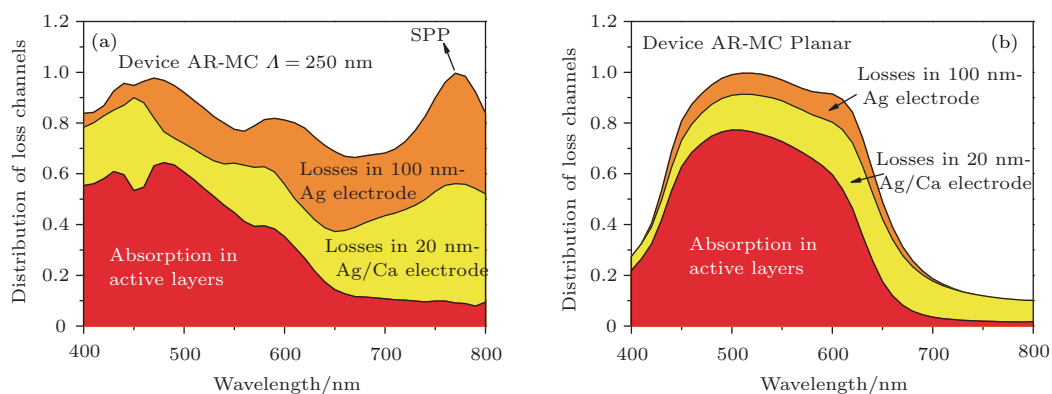 (a)
SPP
Device AR-MC Λ = 250 nm
Losses in 100 nm-
Ag electrode
Losses in 20 nm-
Ag/Ca electrode
Absorption in
active layers
Distribution of loss channels
1.2
1.0
0.8
0.6
0.4
0.2
0
400
500
600
700
800
Wavelength/nm
(b)
Device AR-MC Planar
Losses in 100 nm-
Ag electrode
Losses in 20 nm-
Ag/Ca electrode
Absorption in
active layers
Distribution of loss channels
1.2
1.0
0.8
0.6
0.4
0.2
0
400
500
600
700
800
Wavelength/nm